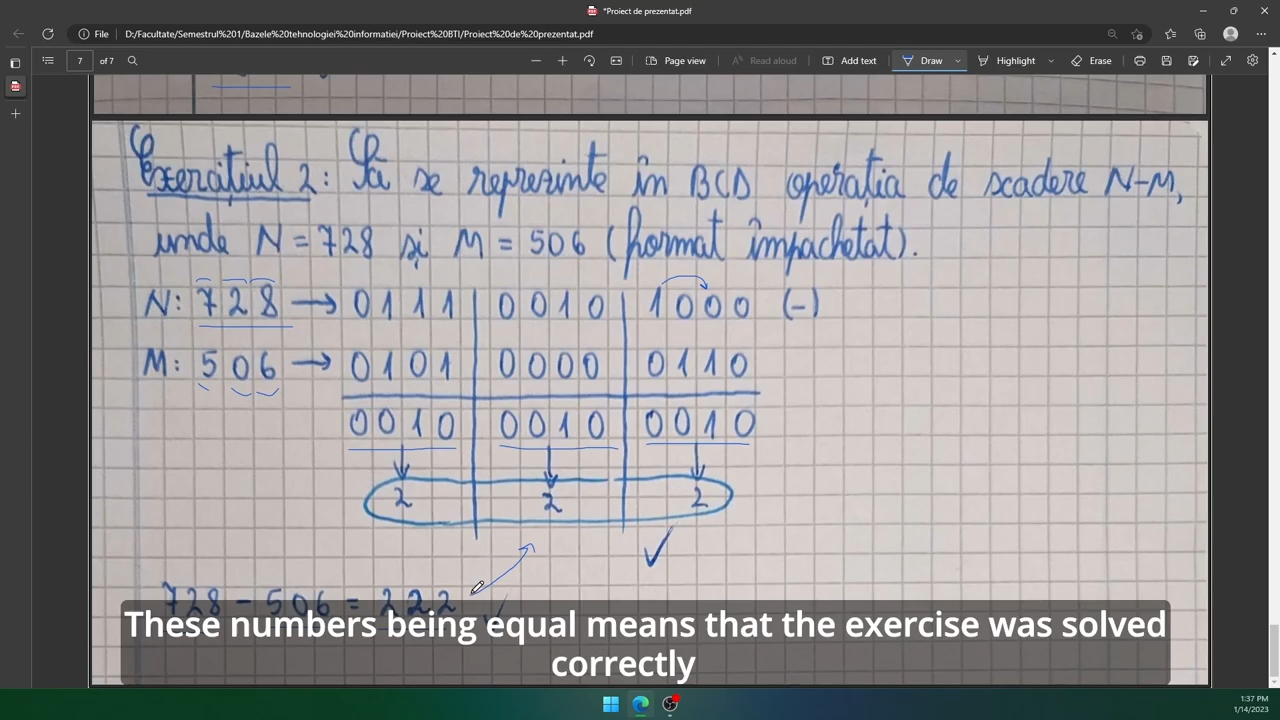 *Proiect de prezentat.pdf
File D:/Facultate/Semestrul%201/Bazele%20tehnologiei%20informatiei/Proiect%20BTI/Proiect%20de%20prezentat.pdf
7 of 7 Page view Read aloud Add text Draw Highlight Erase
Exercițiul 2: Să se reprezinte în BCD operația de scadere N-M,
unde N = 728 și M = 506 (format împachetat).
N: 728 → 0111 | 0010 | 1000 (-)
M: 506 → 0101 | 0000 | 0110
0010 | 0010 | 0010
2 2 2
✓
728 - 506 = 222 ✓
These numbers being equal means that the exercise was solved
correctly
1:37 PM
1/14/2023